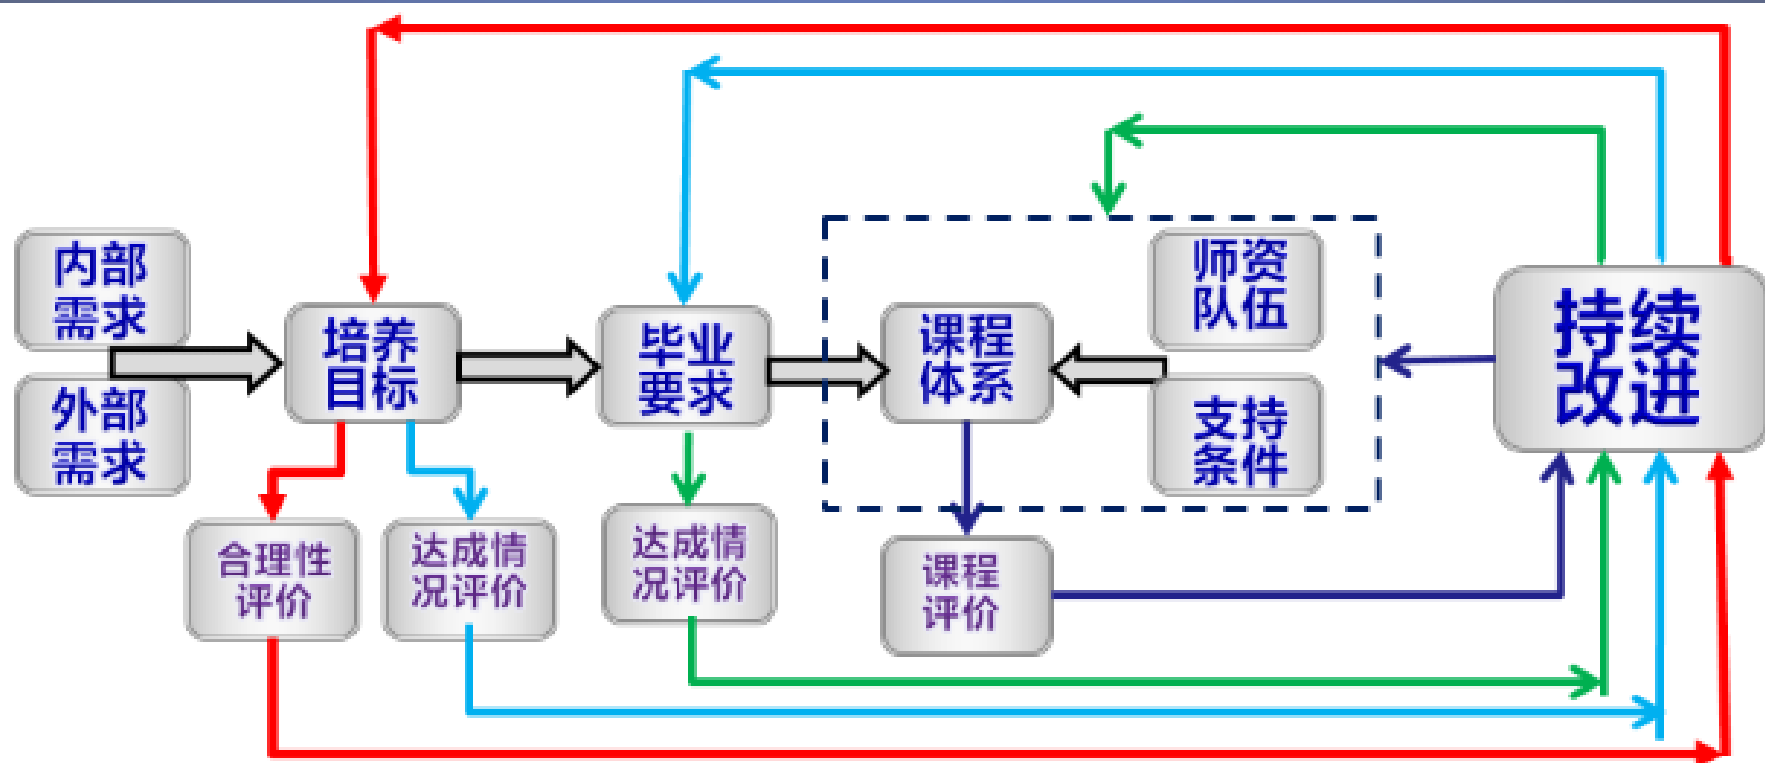 内部
需求
外部
需求
培养
目标
毕业
要求
课程
体系
师资
队伍
支持
条件
持续
改进
合理性
评价
达成情
况评价
达成情
况评价
课程
评价